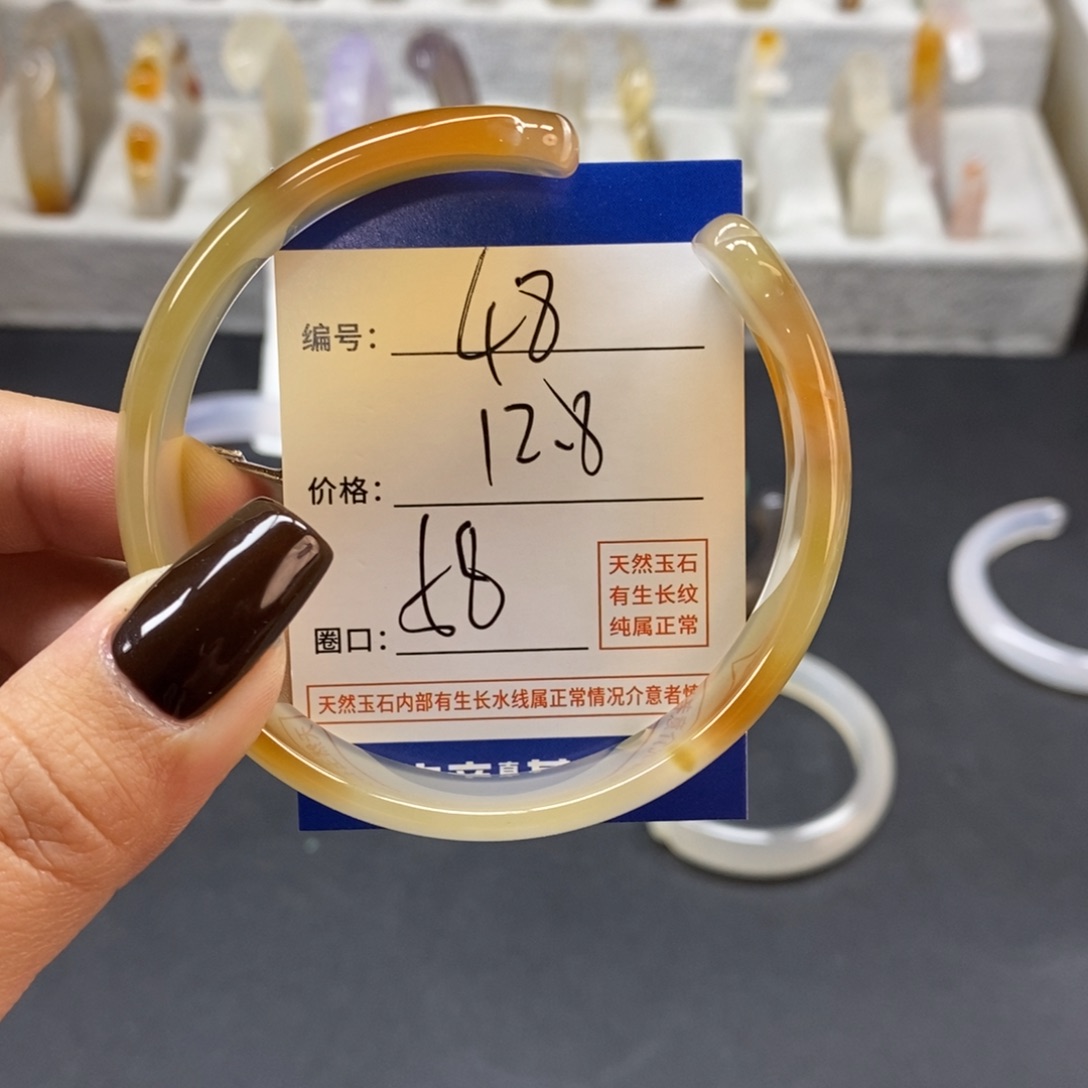 编号： 48
12.8
价格：
圈口： 58
天然玉石
有生长纹
纯属正常
天然玉石内部有生长水线属正常情况介意者慎